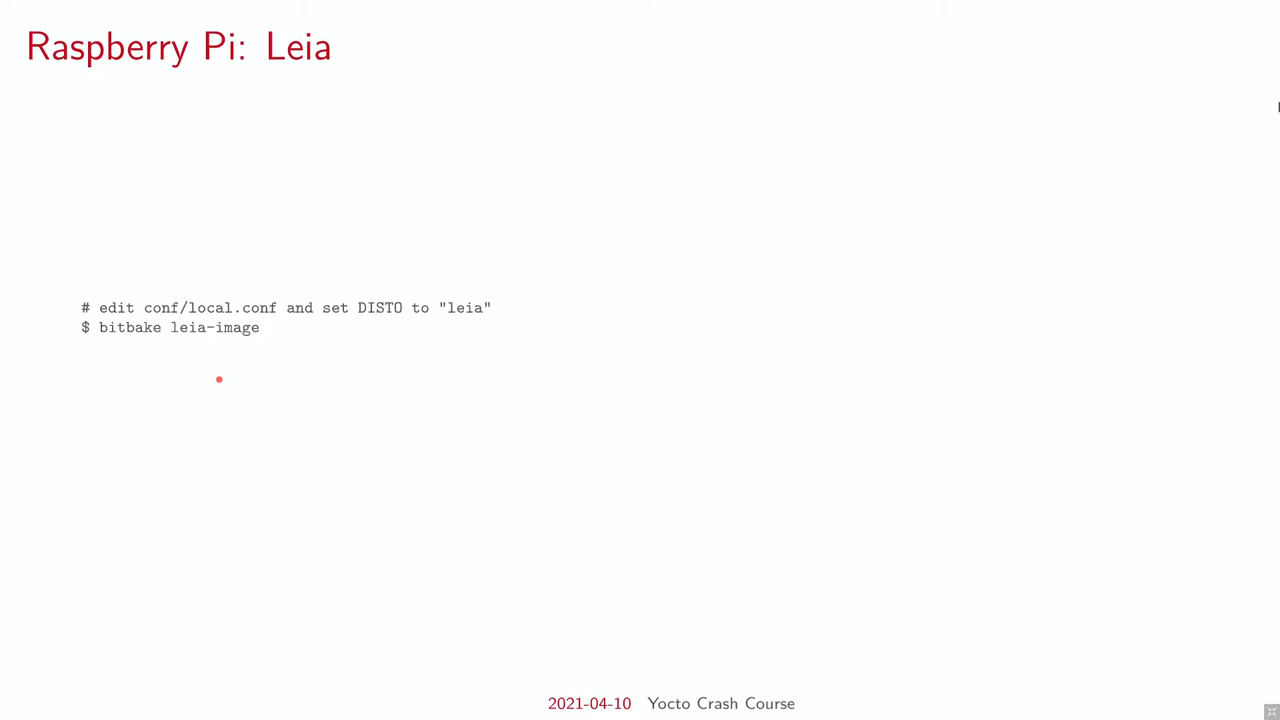 Raspberry Pi: Leia
# edit conf/local.conf and set DISTO to "leia"
$ bitbake leia-image
2021-04-10 Yocto Crash Course